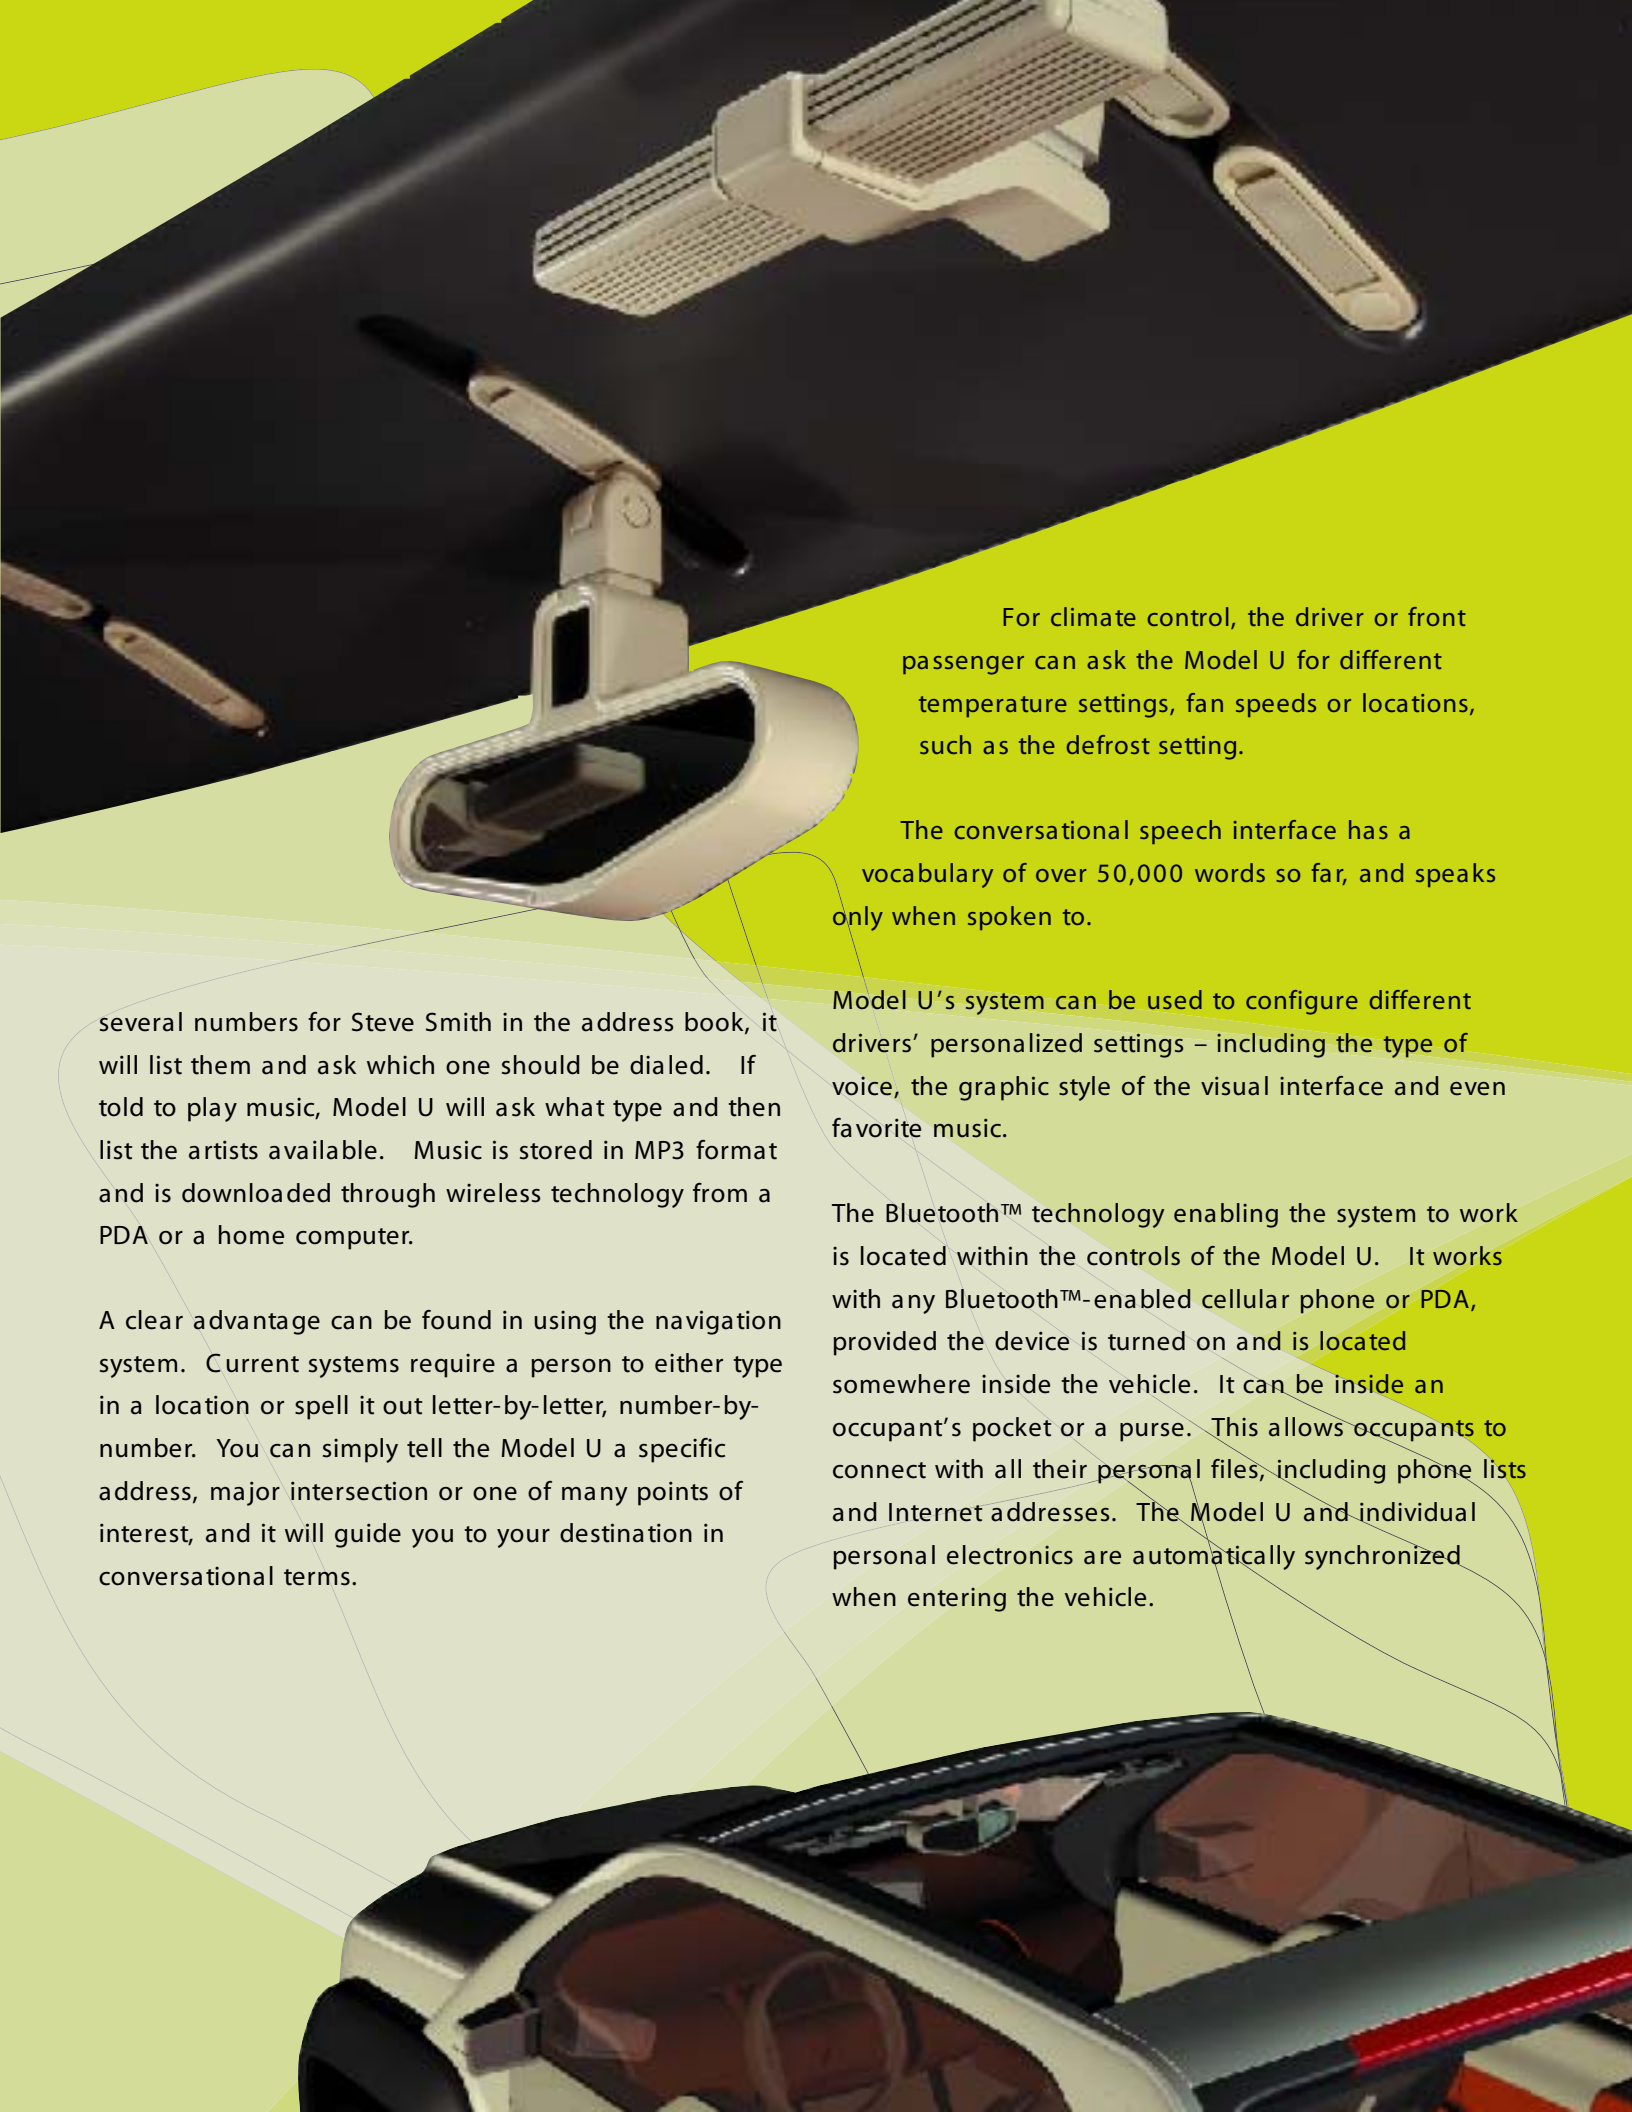 several numbers for Steve Smith in the address book, it
will list them and ask which one should be dialed. If
told to play music, Model U will ask what type and then
list the artists available. Music is stored in MP3 format
and is downloaded through wireless technology from a
PDA or a home computer.

A clear advantage can be found in using the navigation
system. Current systems require a person to either type
in a location or spell it out letter-by-letter, number-by-
number. You can simply tell the Model U a specific
address, major intersection or one of many points of
interest, and it will guide you to your destination in
conversational terms.

For climate control, the driver or front
passenger can ask the Model U for different
temperature settings, fan speeds or locations,
such as the defrost setting.

The conversational speech interface has a
vocabulary of over 50,000 words so far, and speaks
only when spoken to.

Model U’s system can be used to configure different
drivers’ personalized settings – including the type of
voice, the graphic style of the visual interface and even
favorite music.

The Bluetooth™ technology enabling the system to work
is located within the controls of the Model U. It works
with any Bluetooth™-enabled cellular phone or PDA,
provided the device is turned on and is located
somewhere inside the vehicle. It can be inside an
occupant’s pocket or a purse. This allows occupants to
connect with all their personal files, including phone lists
and Internet addresses. The Model U and individual
personal electronics are automatically synchronized
when entering the vehicle.